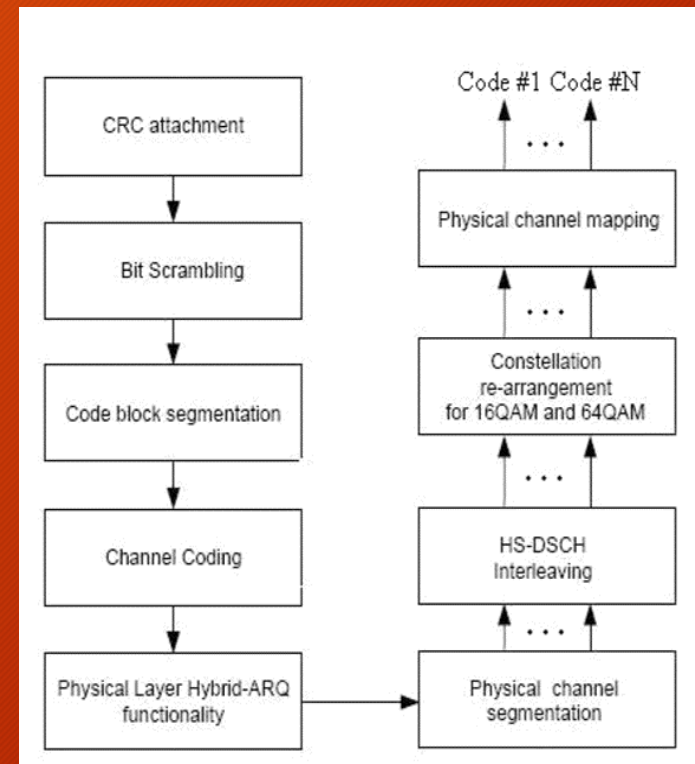 CRC attachment
Bit Scrambling
Code block segmentation
Channel Coding
Physical Layer Hybrid-ARQ
functionality
Physical channel
segmentation
HS-DSCH
Interleaving
Constellation
re-arrangement
for 16QAM and 64QAM
Physical channel mapping
Code #1 Code #N